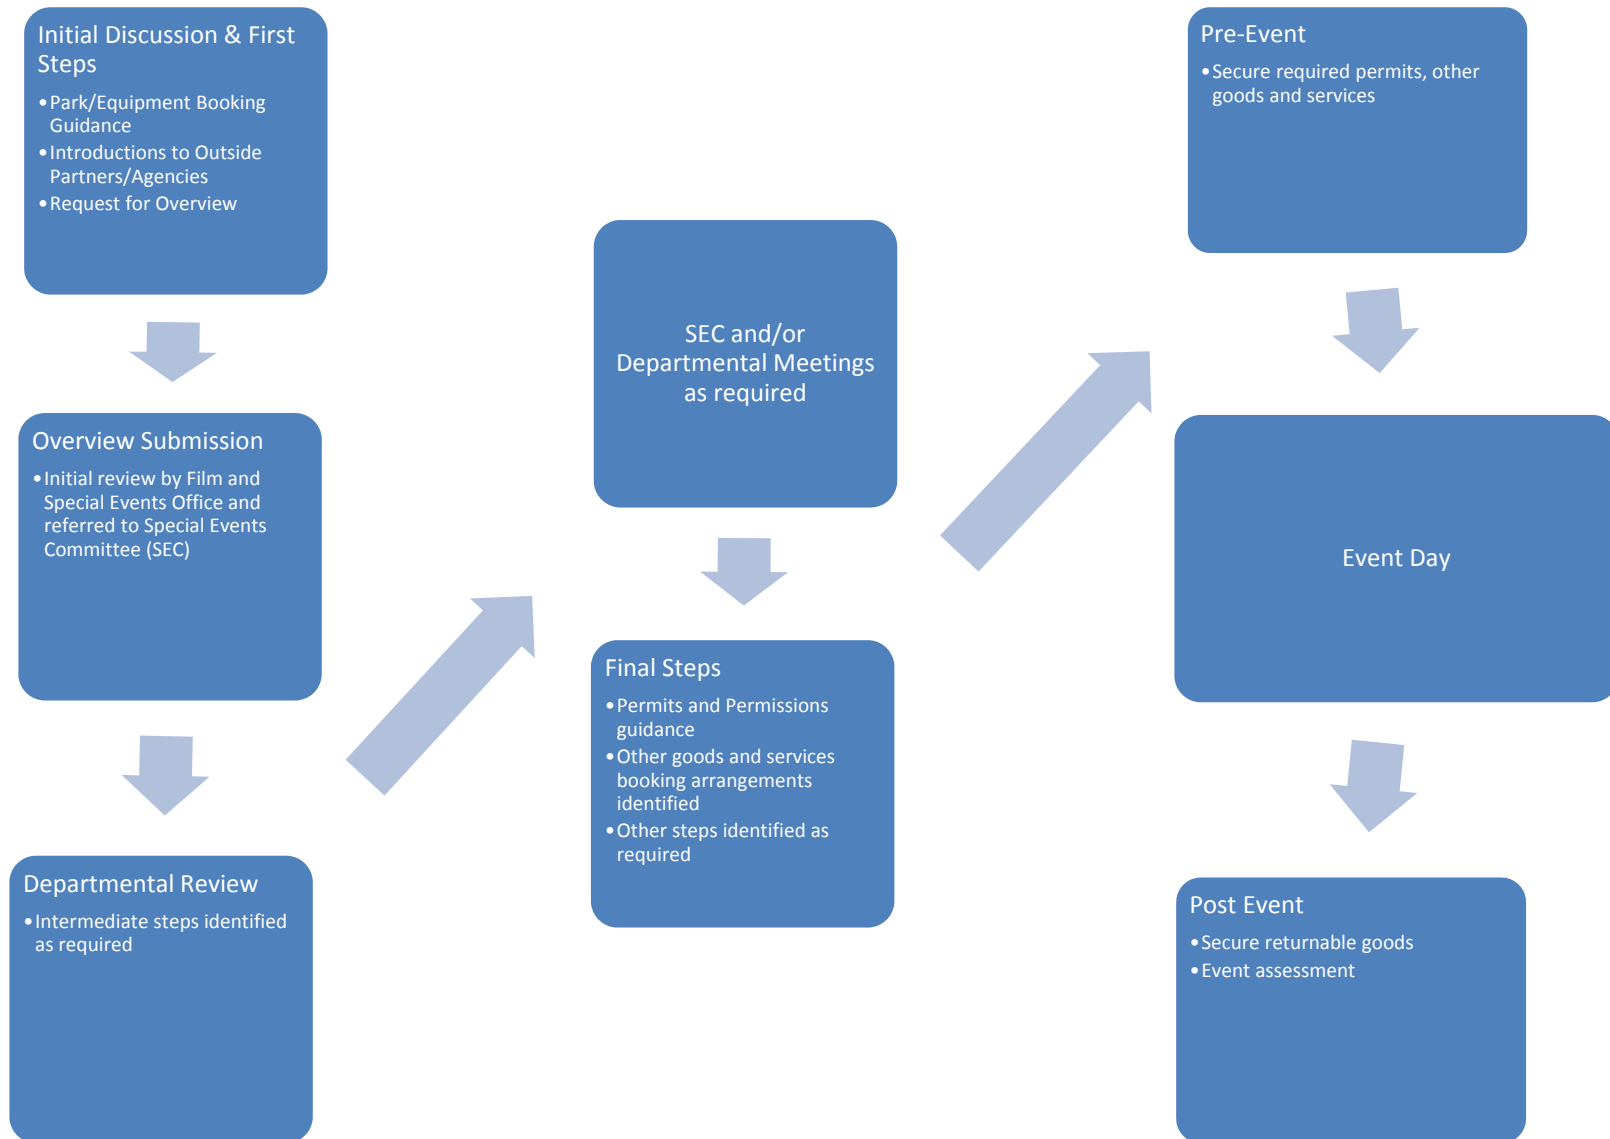 Initial Discussion & First
Steps
•Park/Equipment Booking
Guidance
•Introductions to Outside
Partners/Agencies
•Request for Overview
Overview Submission
•Initial review by Film and
Special Events Office and
referred to Special Events
Committee (SEC)
Departmental Review
•Intermediate steps identified
as required
SEC and/or
Departmental Meetings
as required
Final Steps
•Permits and Permissions
guidance
•Other goods and services
booking arrangements
identified
•Other steps identified as
required
Pre-Event
•Secure required permits, other
goods and services
Event Day
Post Event
•Secure returnable goods
•Event assessment